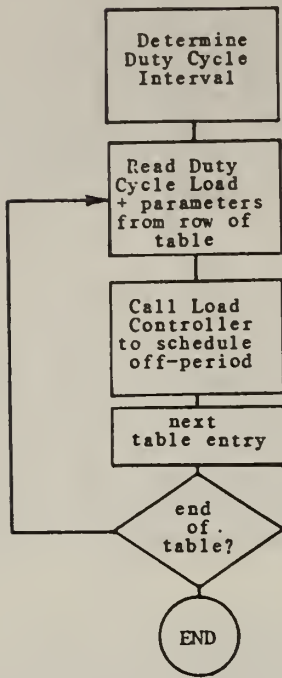 Determine
Duty Cycle
Interval
Read Duty
Cycle Load
+ parameters
from row of
table
Call Load
Controller
to schedule
off-period
next
table entry
end
of.
table?
END